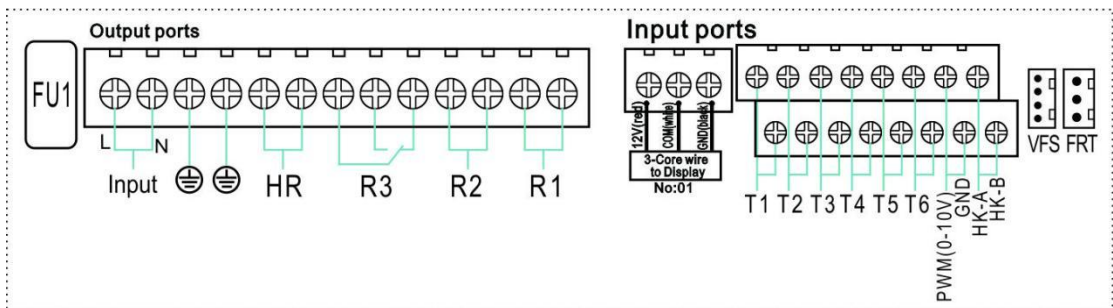 Output ports
FU1
L
N
Input
HR
R3
R2
R1
Input ports
12V(red)
COM(white)
GND(black)
3-Core wire
to Display
No:01
T1 T2 T3 T4 T5 T6
PWM(0-10V)
GND
HK-A
HK-B
VFS FRT